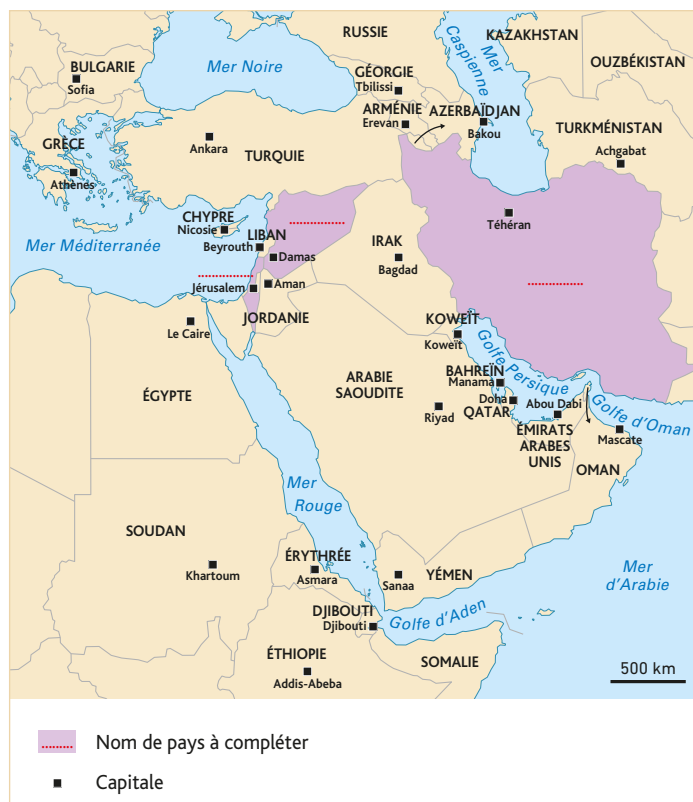 RUSSIE
KAZAKHSTAN
Mer
Caspienne
OUZBÉKISTAN
BULGARIE
Sofia
Mer Noire
GÉORGIE
Tbilissi
ARMÉNIE
Erevan
AZERBAÏDJAN
Bakou
TURKMÉNISTAN
Achgabat
GRÈCE
Athènes
Ankara
TURQUIE
CHYPRE
Nicosie
LIBAN
Beyrouth
....................
Damas
Téhéran
Mer Méditerranée
IRAK
Bagdad
....................
Jérusalem
Aman
....................
JORDANIE
Le Caire
KOWEÏT
Koweït
Golfe Persique
BAHREÏN
Manama
Doha
QATAR
Abou Dabi
Golfe d'Oman
ÉGYPTE
ARABIE
SAOUDITE
Riyad
ÉMIRATS
ARABES
UNIS
Mascate
OMAN
Mer
Rouge
SOUDAN
Khartoum
ÉRYTHRÉE
Asmara
Sanaa
YÉMEN
Mer
d'Arabie
DJIBOUTI
Djibouti
Golfe d'Aden
ÉTHIOPIE
Addis-Abeba
SOMALIE
500 km
.......... Nom de pays à compléter
Capitale